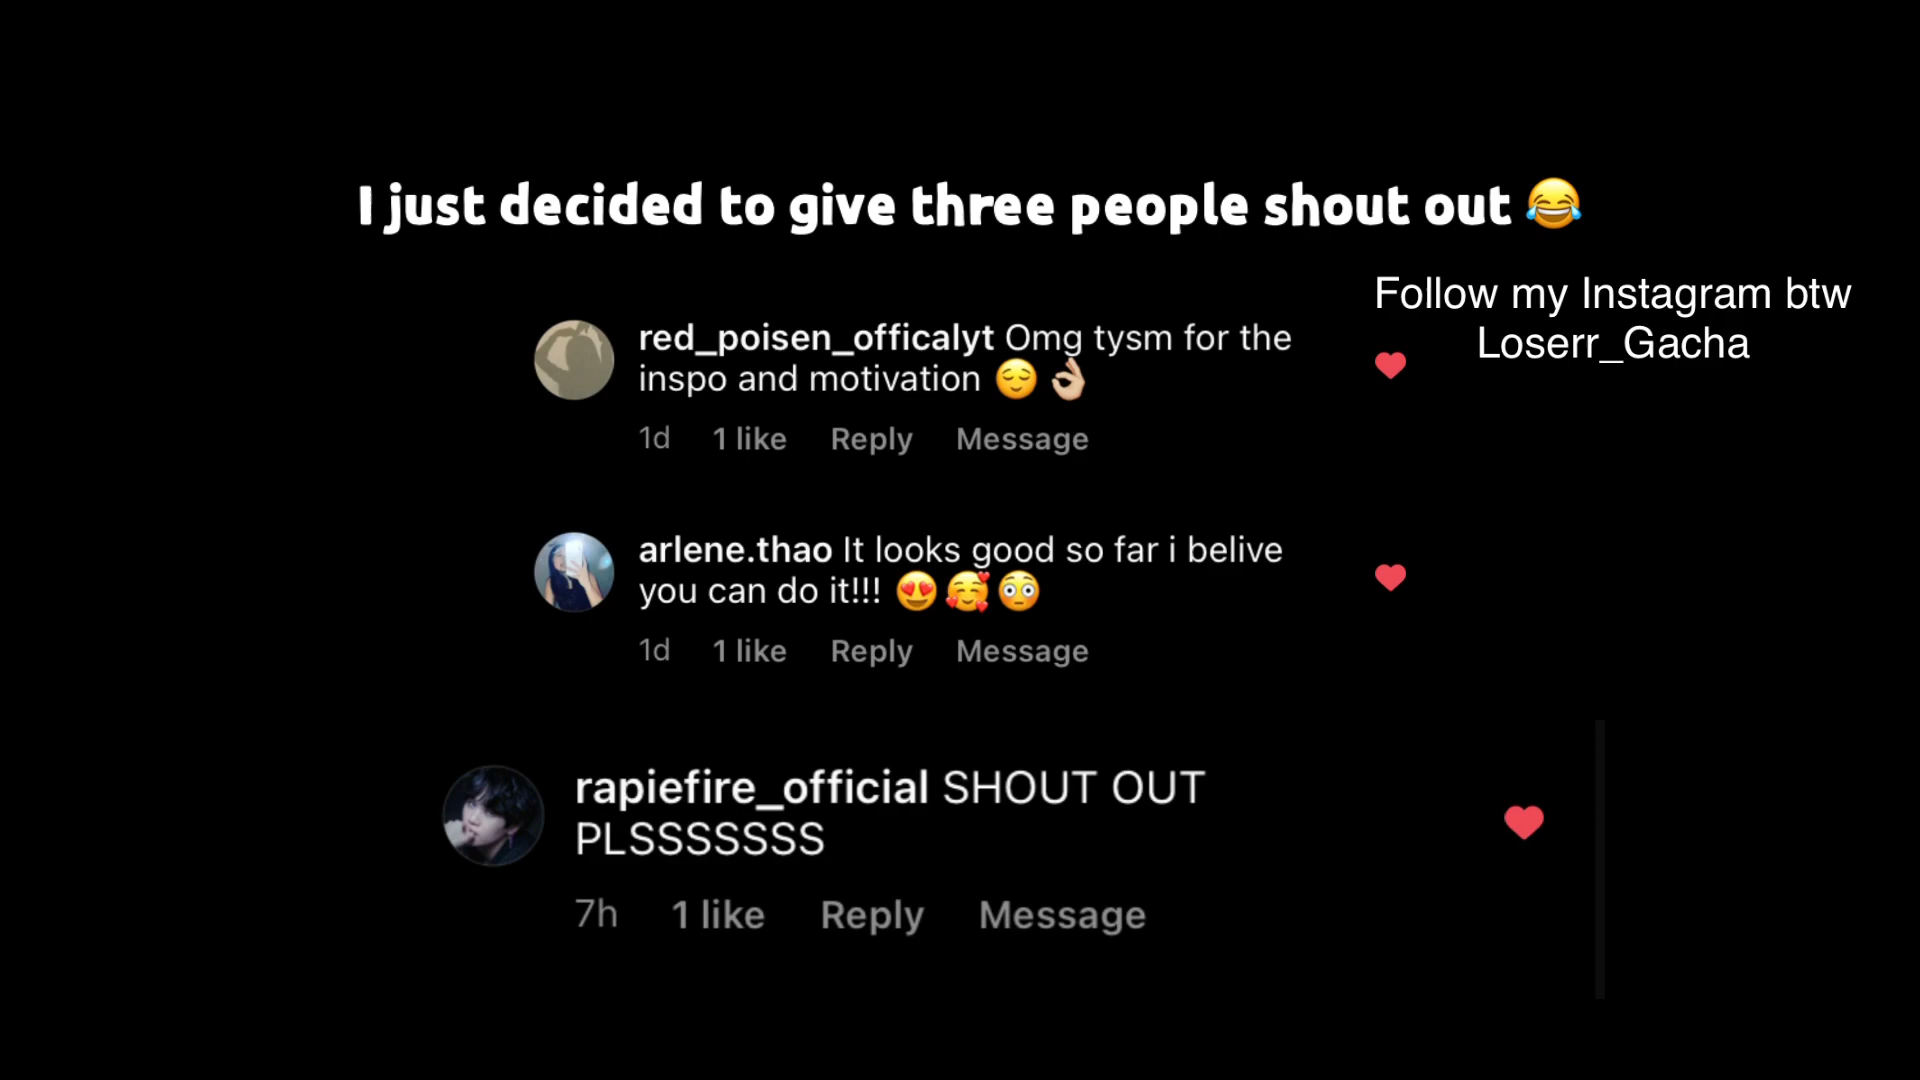 I just decided to give three people shout out 😂
Follow my Instagram btw
Loserr_Gacha
red_poisen_officalyt Omg tysm for the
inspo and motivation 😌👌🏼
1d 1 like Reply Message
arlene.thao It looks good so far i belive
you can do it!!! 😍🥰😳
1d 1 like Reply Message
rapiefire_official SHOUT OUT
PLSSSSSSS
7h 1 like Reply Message